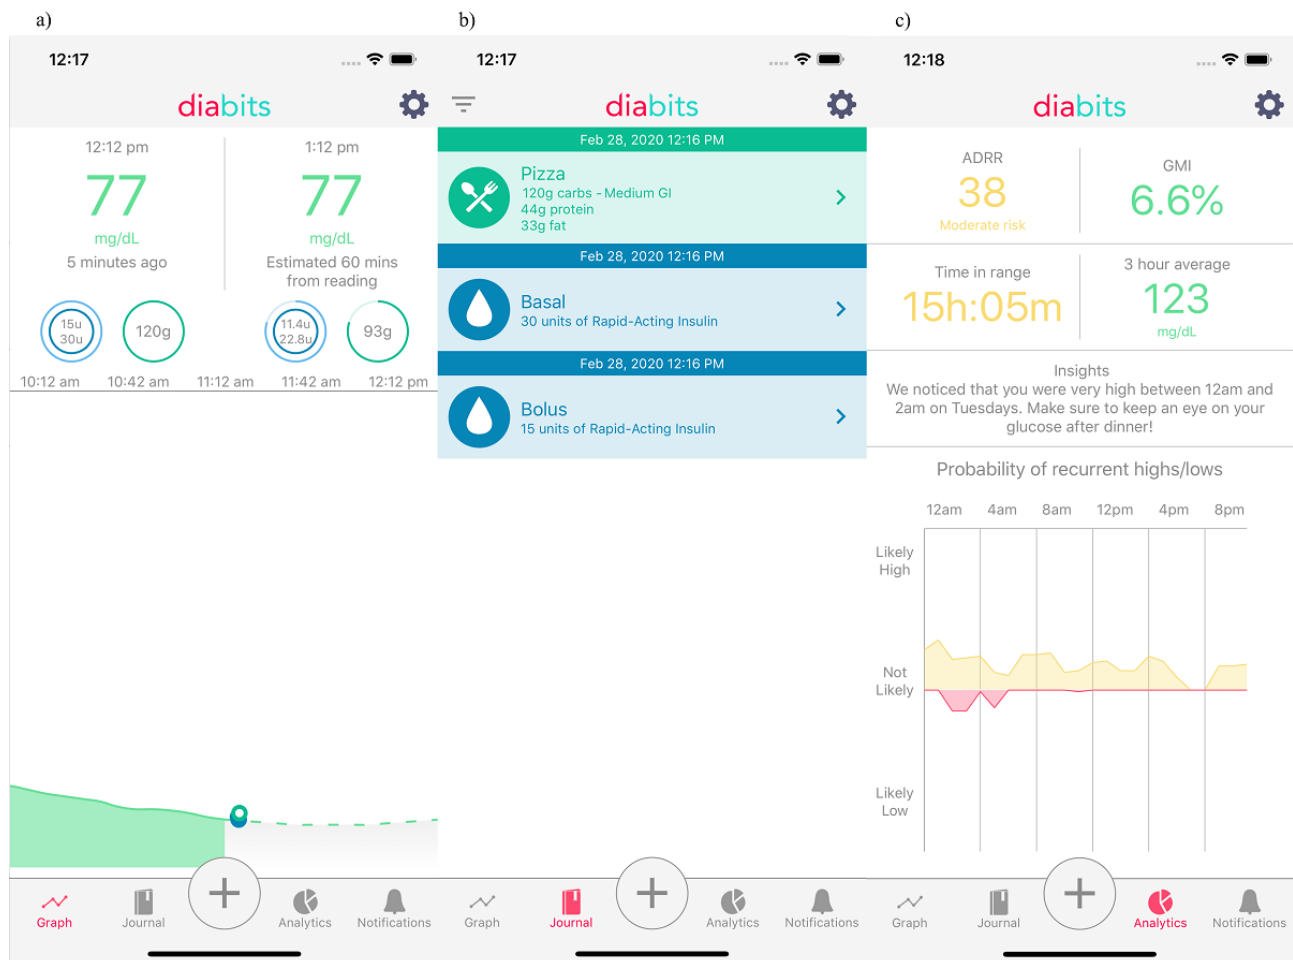 a)
12:17
diabits
12:12 pm
1:12 pm
77
77
mg/dL
mg/dL
5 minutes ago
Estimated 60 mins
from reading
15u
30u
120g
11.4u
22.8u
93g
10:12 am 10:42 am 11:12 am 11:42 am 12:12 pm
Graph
Journal
+
Analytics
Notifications
b)
12:17
diabits
Feb 28, 2020 12:16 PM
Pizza
120g carbs - Medium GI
44g protein
33g fat
Feb 28, 2020 12:16 PM
Basal
30 units of Rapid-Acting Insulin
Feb 28, 2020 12:16 PM
Bolus
15 units of Rapid-Acting Insulin
Graph
Journal
+
Analytics
Notifications
c)
12:18
diabits
ADRR
38
Moderate risk
GMI
6.6%
Time in range
15h:05m
3 hour average
123
mg/dL
Insights
We noticed that you were very high between 12am and
2am on Tuesdays. Make sure to keep an eye on your
glucose after dinner!
Probability of recurrent highs/lows
12am 4am 8am 12pm 4pm 8pm
Likely
High
Not
Likely
Likely
Low
Graph
Journal
+
Analytics
Notifications